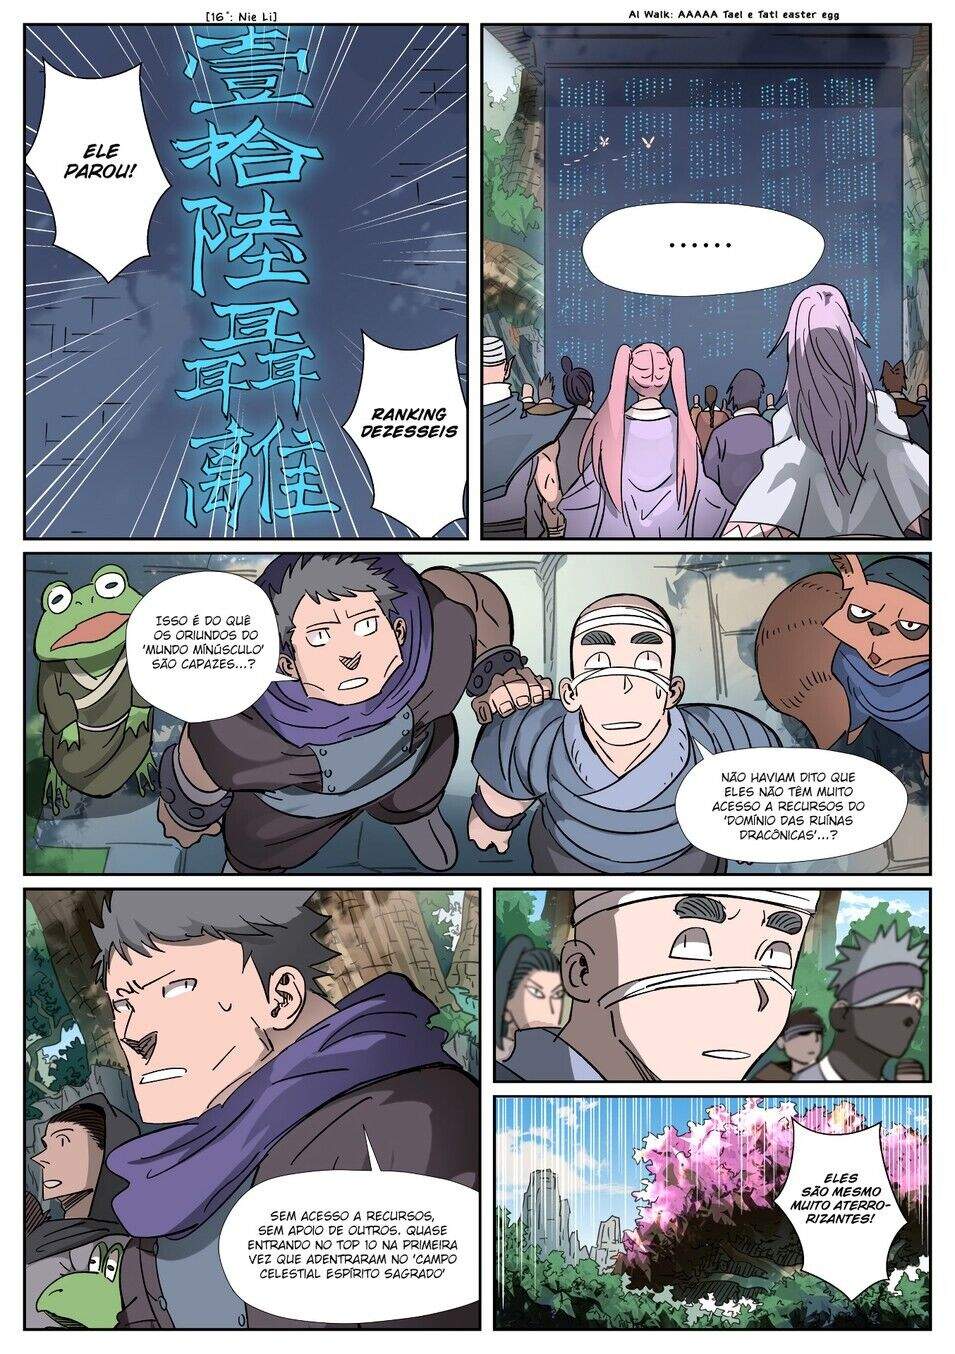 [16°: Nie Li]
Al Walk: AAAAA Tael e Tatl easter egg
ELE
PAROU!
壹
拾
陸
聶
離
RANKING
DEZESSEIS
......
ISSO É DO QUÊ
OS ORIUNDOS DO
'MUNDO MÍNÚSCULO'
SÃO CAPAZES...?
NÃO HAVIAM DITO QUE
ELES NÃO TÊM MUITO
ACESSO A RECURSOS DO
'DOMÍNIO DAS RUÍNAS
DRACÔNICAS'...?
SEM ACESSO A RECURSOS,
SEM APOIO DE OUTROS. QUASE
ENTRANDO NO TOP 10 NA PRIMEIRA
VEZ QUE ADENTRARAM NO 'CAMPO
CELESTIAL ESPÍRITO SAGRADO'
ELES
SÃO MESMO
MUITO ATERRO-
RIZANTES!